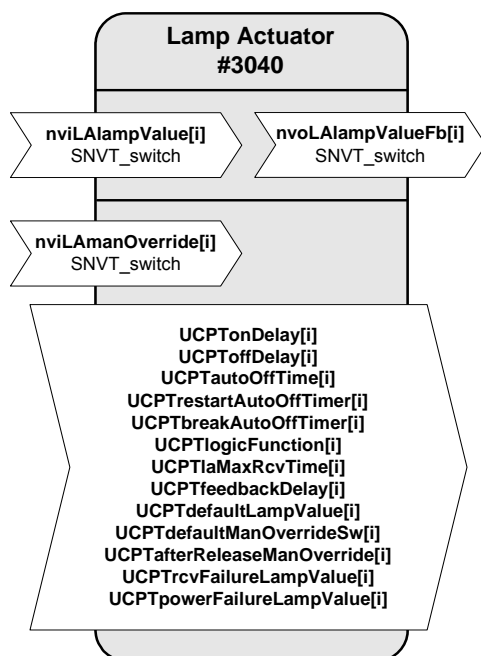 Lamp Actuator
#3040
nviLAlampValue[i]
SNVT_switch
nvoLAlampValueFb[i]
SNVT_switch
nviLAmanOverride[i]
SNVT_switch
UCPTonDelay[i]
UCPToffDelay[i]
UCPTautoOffTime[i]
UCPTrestartAutoOffTimer[i]
UCPTbreakAutoOffTimer[i]
UCPTlogicFunction[i]
UCPTlaMaxRcvTime[i]
UCPTfeedbackDelay[i]
UCPTdefaultLampValue[i]
UCPTdefaultManOverrideSw[i]
UCPTafterReleaseManOverride[i]
UCPTrcvFailureLampValue[i]
UCPTpowerFailureLampValue[i]